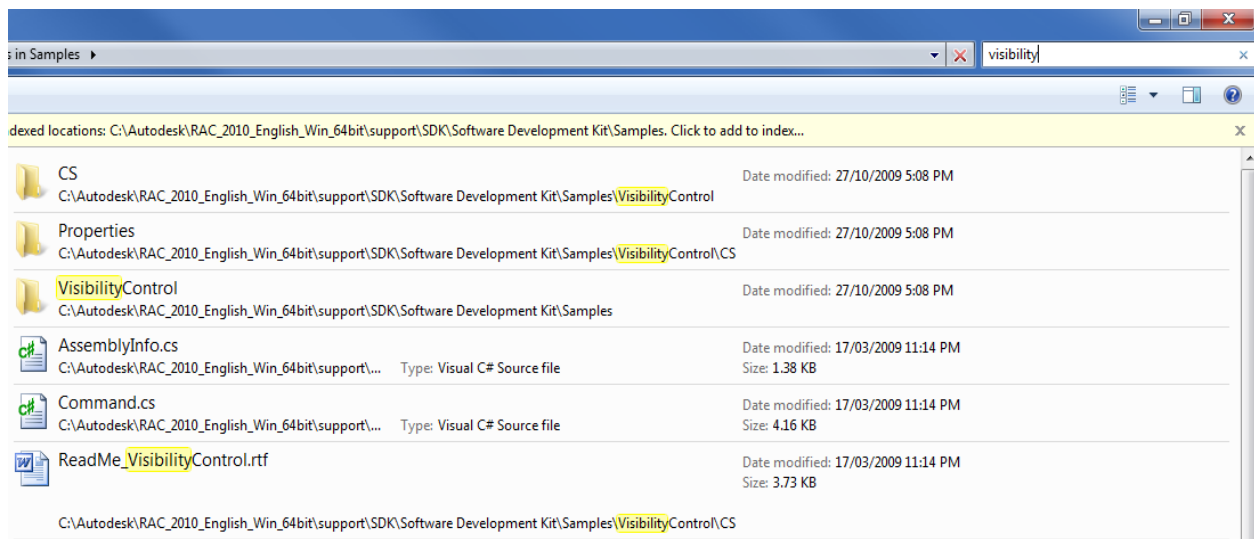 s in Samples
visibility
dexed locations: C:\Autodesk\RAC_2010_English_Win_64bit\support\SDK\Software Development Kit\Samples. Click to add to index...
CS
Date modified: 27/10/2009 5:08 PM
C:\Autodesk\RAC_2010_English_Win_64bit\support\SDK\Software Development Kit\Samples\VisibilityControl
Properties
Date modified: 27/10/2009 5:08 PM
C:\Autodesk\RAC_2010_English_Win_64bit\support\SDK\Software Development Kit\Samples\VisibilityControl\CS
VisibilityControl
Date modified: 27/10/2009 5:08 PM
C:\Autodesk\RAC_2010_English_Win_64bit\support\SDK\Software Development Kit\Samples
AssemblyInfo.cs
Date modified: 17/03/2009 11:14 PM
C:\Autodesk\RAC_2010_English_Win_64bit\support\... Type: Visual C# Source file Size: 1.38 KB
Command.cs
Date modified: 17/03/2009 11:14 PM
C:\Autodesk\RAC_2010_English_Win_64bit\support\... Type: Visual C# Source file Size: 4.16 KB
ReadMe_VisibilityControl.rtf
Date modified: 17/03/2009 11:14 PM
Size: 3.73 KB
C:\Autodesk\RAC_2010_English_Win_64bit\support\SDK\Software Development Kit\Samples\VisibilityControl\CS